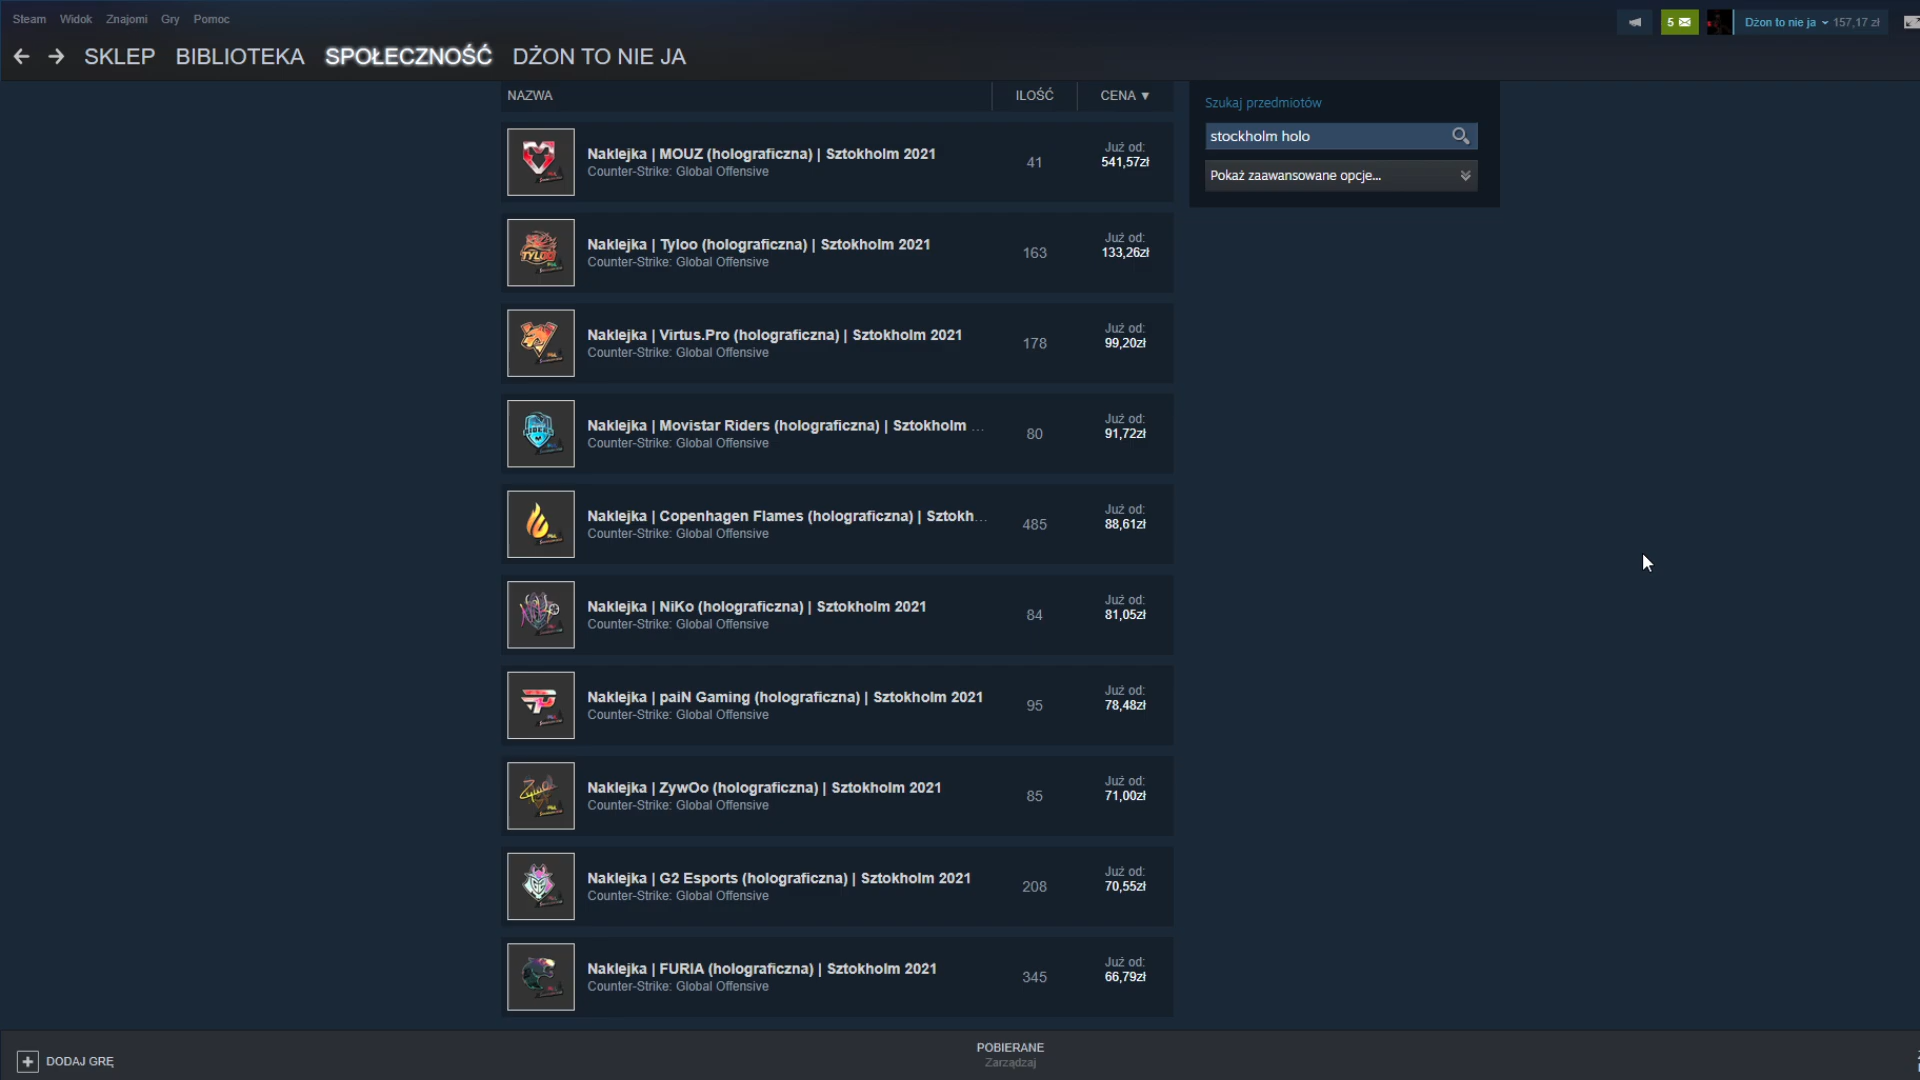 Steam Widok Znajomi Gry Pomoc
5 Dżon to nie ja 157,17 zł
SKLEP BIBLIOTEKA SPOŁECZNOŚĆ DŻON TO NIE JA
NAZWA ILOŚĆ CENA ▼
Naklejka | MOUZ (holograficzna) | Sztokholm 2021
Counter-Strike: Global Offensive
41
Już od:
541,57zł
Naklejka | Tyloo (holograficzna) | Sztokholm 2021
Counter-Strike: Global Offensive
163
Już od:
133,26zł
Naklejka | Virtus.Pro (holograficzna) | Sztokholm 2021
Counter-Strike: Global Offensive
178
Już od:
99,20zł
Naklejka | Movistar Riders (holograficzna) | Sztokholm ...
Counter-Strike: Global Offensive
80
Już od:
91,72zł
Naklejka | Copenhagen Flames (holograficzna) | Sztokh...
Counter-Strike: Global Offensive
485
Już od:
88,61zł
Naklejka | NiKo (holograficzna) | Sztokholm 2021
Counter-Strike: Global Offensive
84
Już od:
81,05zł
Naklejka | paiN Gaming (holograficzna) | Sztokholm 2021
Counter-Strike: Global Offensive
95
Już od:
78,48zł
Naklejka | ZywOo (holograficzna) | Sztokholm 2021
Counter-Strike: Global Offensive
85
Już od:
71,00zł
Naklejka | G2 Esports (holograficzna) | Sztokholm 2021
Counter-Strike: Global Offensive
208
Już od:
70,55zł
Naklejka | FURIA (holograficzna) | Sztokholm 2021
Counter-Strike: Global Offensive
345
Już od:
66,79zł
Szukaj przedmiotów
stockholm holo
Pokaż zaawansowane opcje...
DODAJ GRĘ
POBIERANE
Zarządzaj